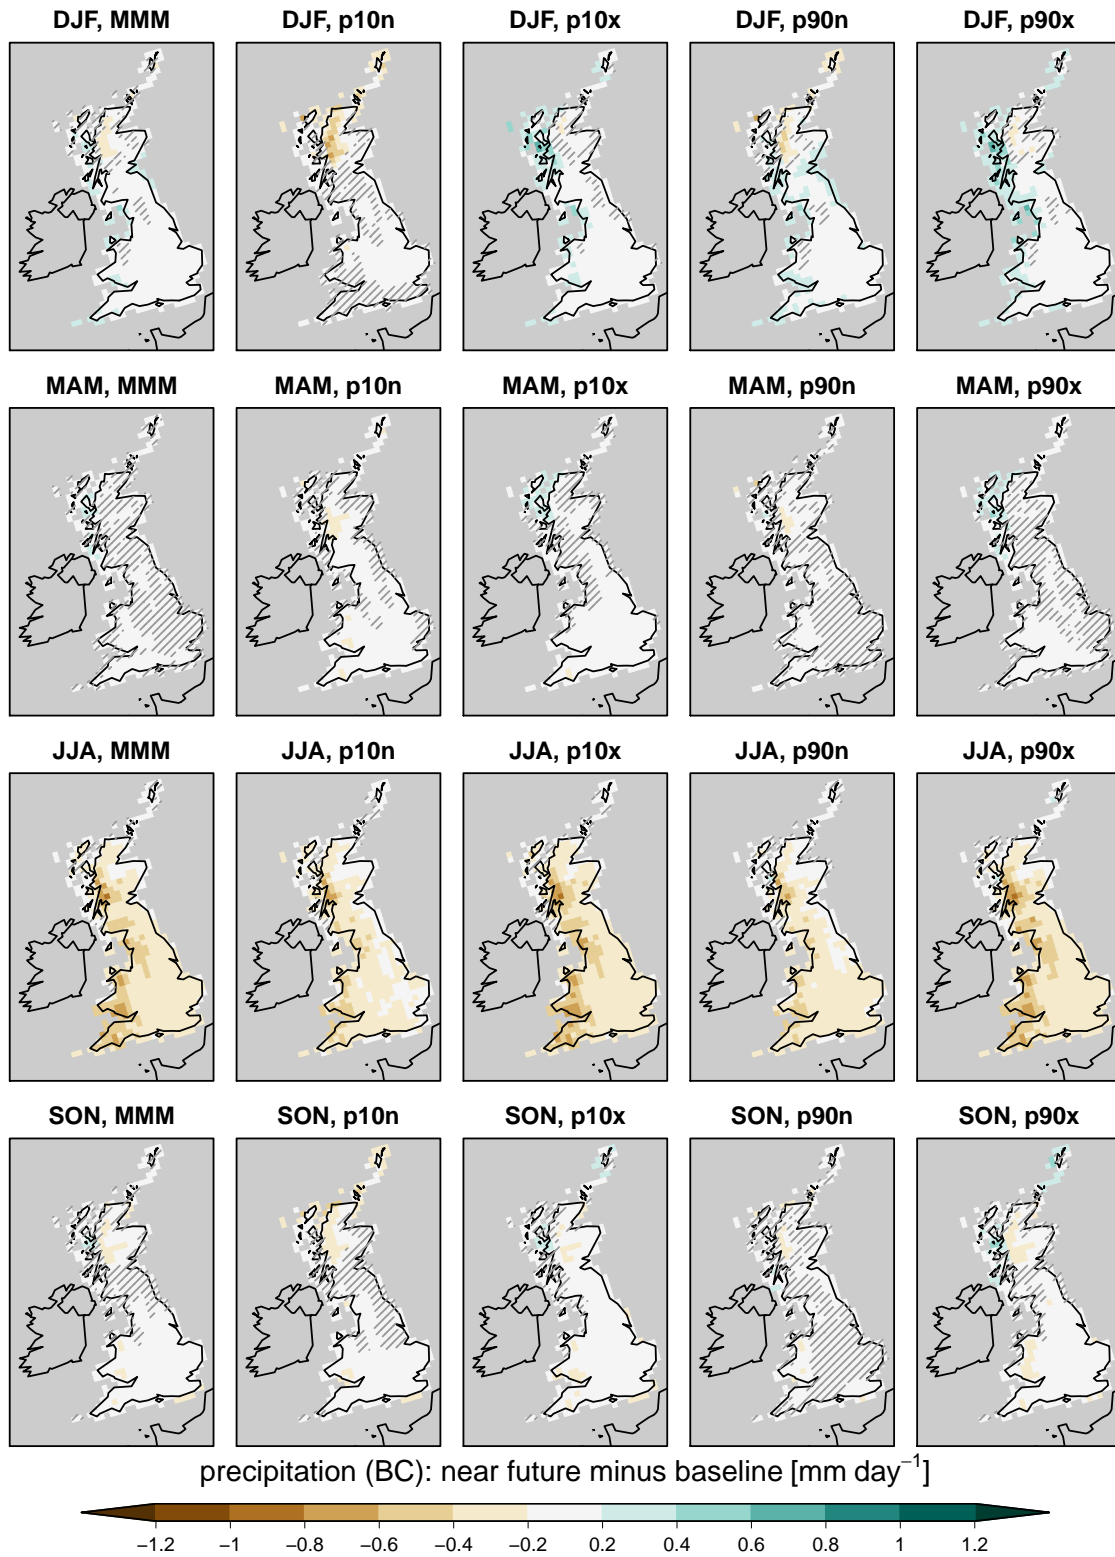 DJF, MMM DJF, p10n DJF, p10x DJF, p90n DJF, p90x
MAM, MMM MAM, p10n MAM, p10x MAM, p90n MAM, p90x
JJA, MMM JJA, p10n JJA, p10x JJA, p90n JJA, p90x
SON, MMM SON, p10n SON, p10x SON, p90n SON, p90x
precipitation (BC): near future minus baseline [mm day⁻¹]
−1.2 −1 −0.8 −0.6 −0.4 −0.2 0.2 0.4 0.6 0.8 1 1.2